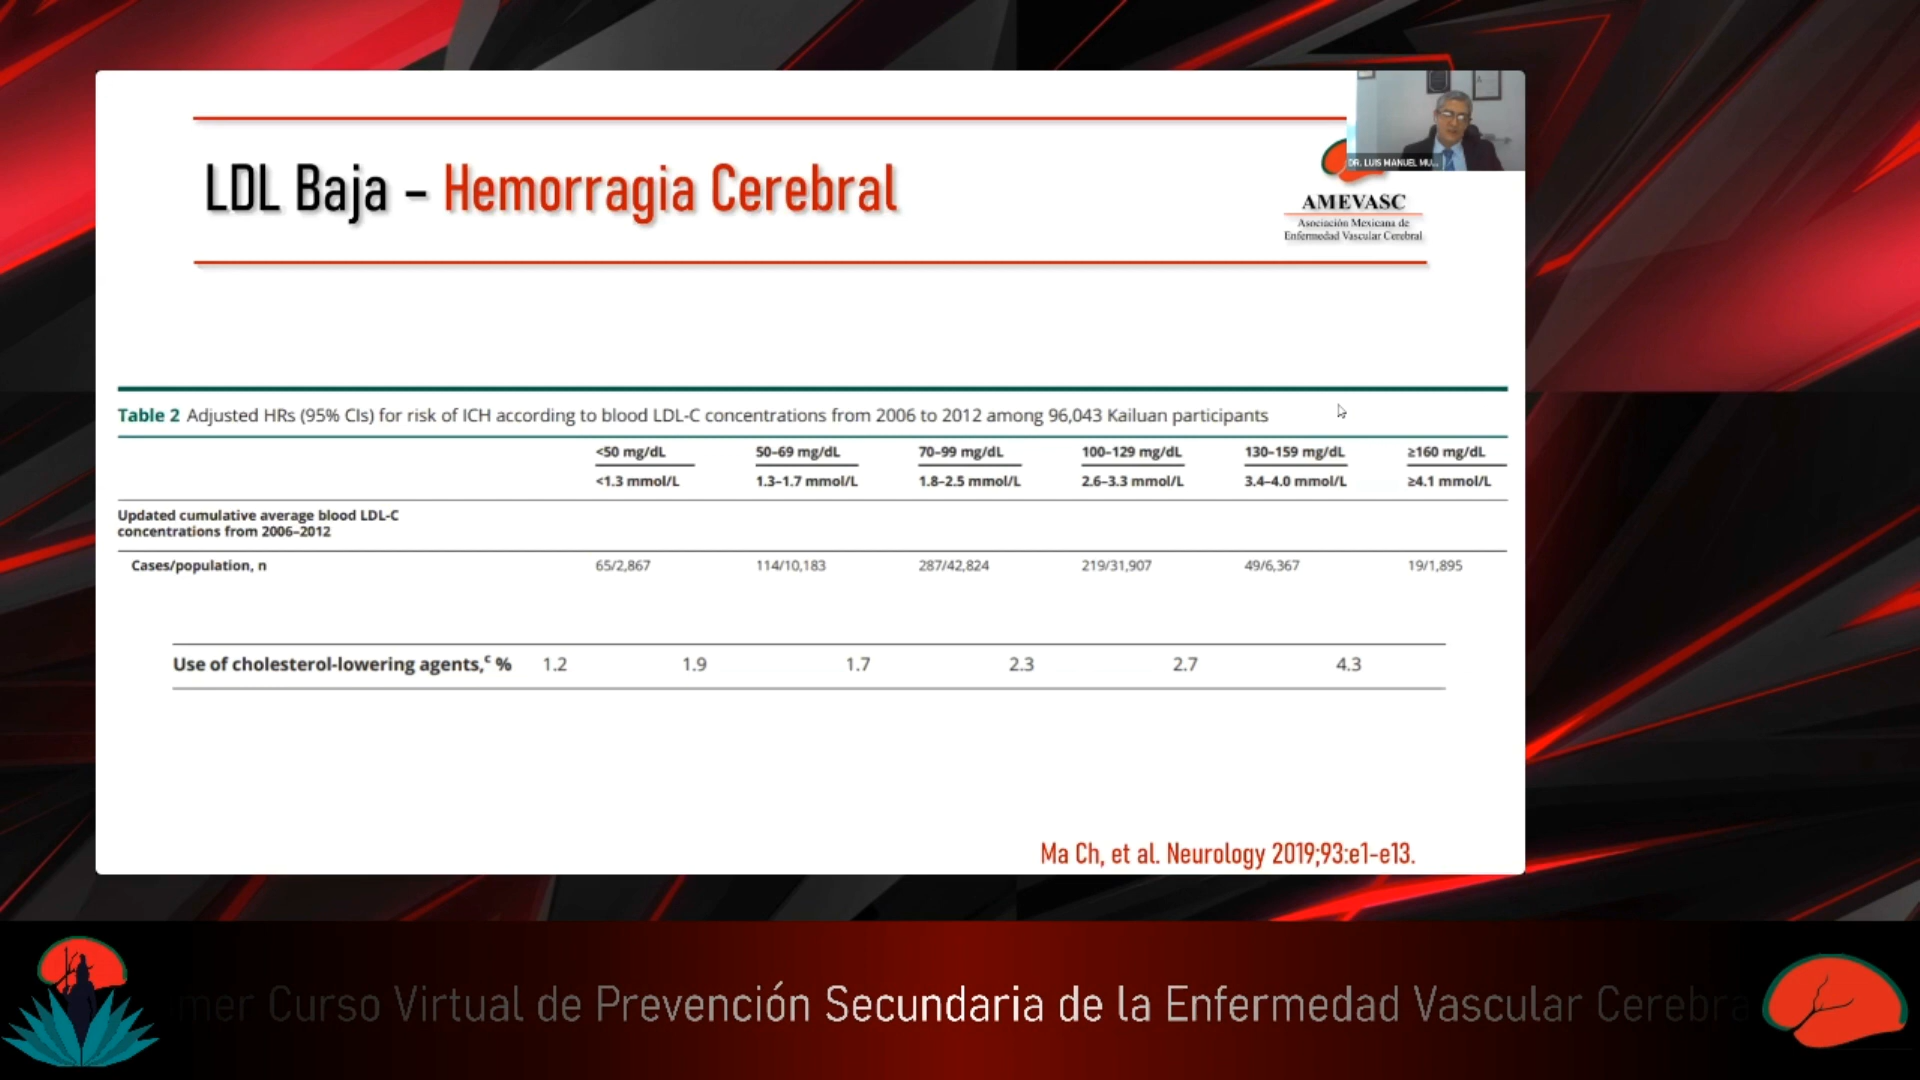 DR. LUIS MANUEL MU...
LDL Baja – Hemorragia Cerebral
AMEVASC
Asociación Mexicana de
Enfermedad Vascular Cerebral
Table 2 Adjusted HRs (95% CIs) for risk of ICH according to blood LDL-C concentrations from 2006 to 2012 among 96,043 Kailuan participants
<50 mg/dL 50–69 mg/dL 70–99 mg/dL 100–129 mg/dL 130–159 mg/dL ≥160 mg/dL
<1.3 mmol/L 1.3–1.7 mmol/L 1.8–2.5 mmol/L 2.6–3.3 mmol/L 3.4–4.0 mmol/L ≥4.1 mmol/L
Updated cumulative average blood LDL-C
concentrations from 2006–2012
Cases/population, n 65/2,867 114/10,183 287/42,824 219/31,907 49/6,367 19/1,895
Use of cholesterol-lowering agents,c % 1.2 1.9 1.7 2.3 2.7 4.3
Ma Ch, et al. Neurology 2019;93:e1-e13.
mer Curso Virtual de Prevención Secundaria de la Enfermedad Vascular Cerebra